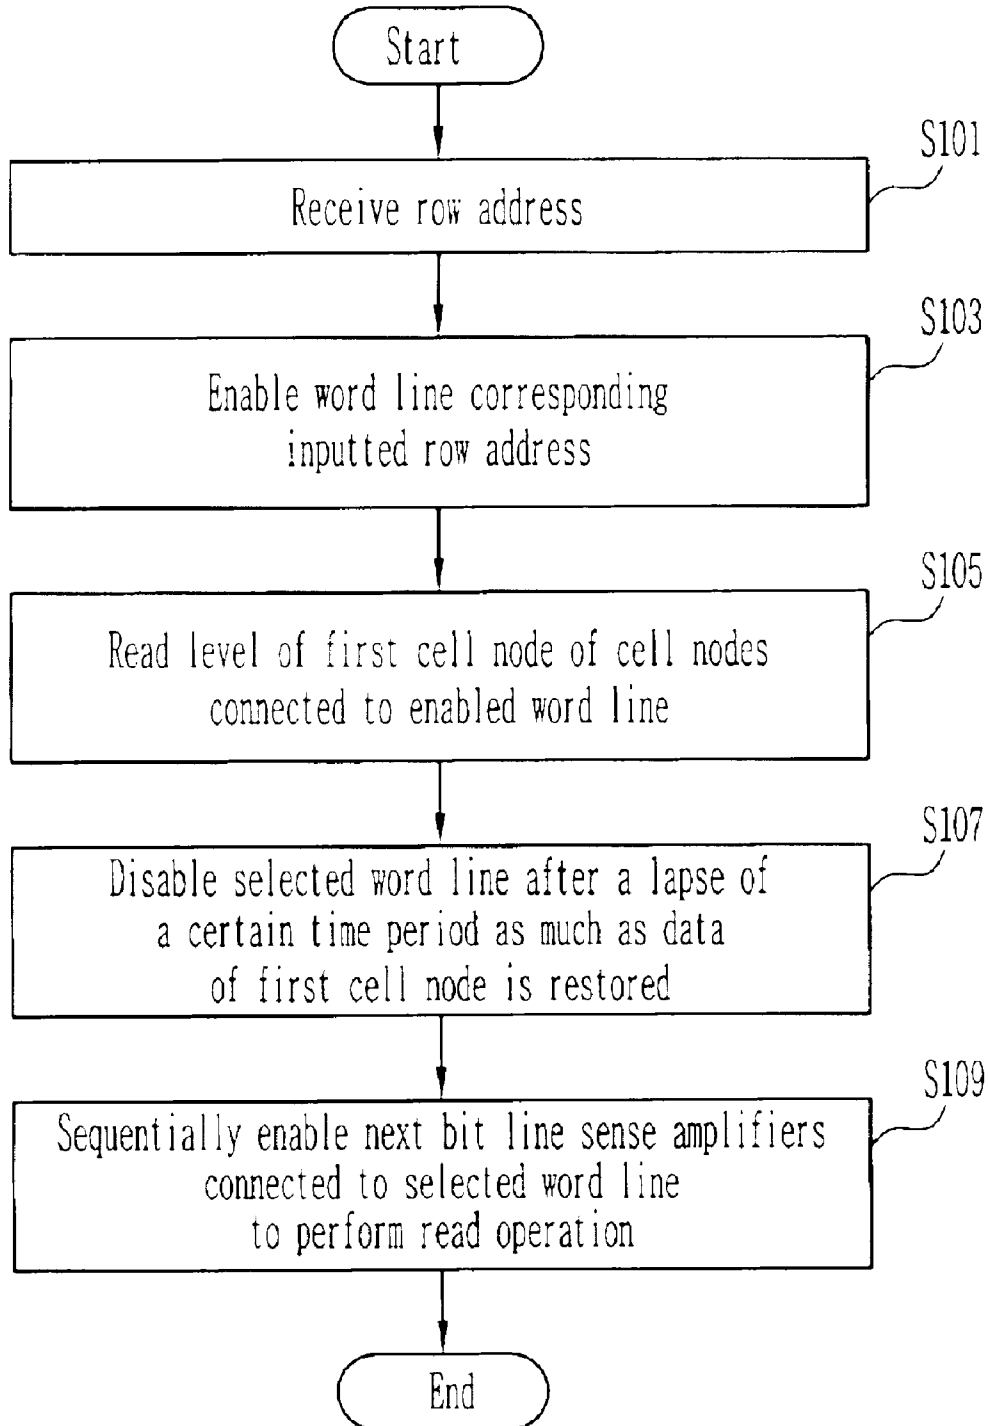 Start
S101
Receive row address
S103
Enable word line corresponding
inputted row address
S105
Read level of first cell node of cell nodes
connected to enabled word line
S107
Disable selected word line after a lapse of
a certain time period as much as data
of first cell node is restored
S109
Sequentially enable next bit line sense amplifiers
connected to selected word line
to perform read operation
End